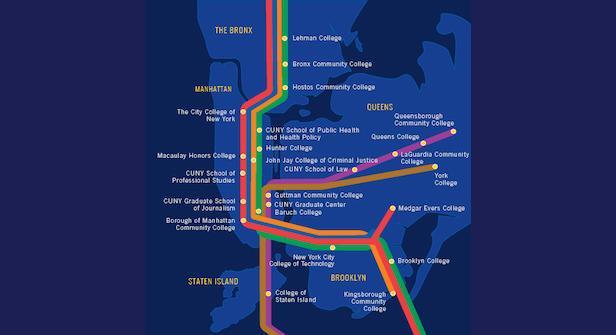 THE BRONX
Lehman College
Bronx Community College
Hostos Community College
MANHATTAN
QUEENS
The City College of
New York
Queensborough
Community College
CUNY School of Public Health
and Health Policy
Queens College
Hunter College
Macaulay Honors College
John Jay College of Criminal Justice
LaGuardia Community
College
CUNY School of Law
CUNY School of
Professional Studies
York
College
Guttman Community College
CUNY Graduate School
of Journalism
CUNY Graduate Center
Baruch College
Medgar Evers College
Borough of Manhattan
Community College
New York City
College of Technology
Brooklyn College
STATEN ISLAND
BROOKLYN
College of
Staten Island
Kingsborough
Community
College